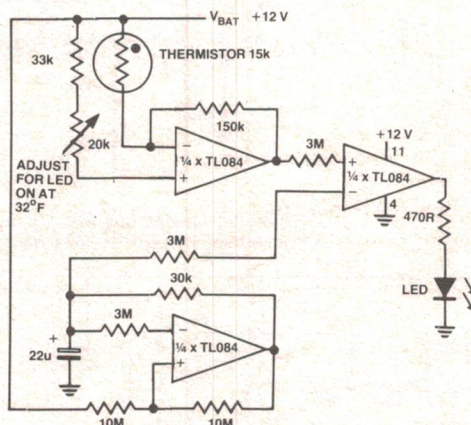 V_BAT +12 V
33k
THERMISTOR 15k
150k
20k
ADJUST
FOR LED
ON AT
32°F
−
¼ x TL084
+
3M
+12 V
11
+
¼ x TL084
−
4
470R
LED
3M
30k
3M
+
22u
−
¼ x TL084
+
10M
10M